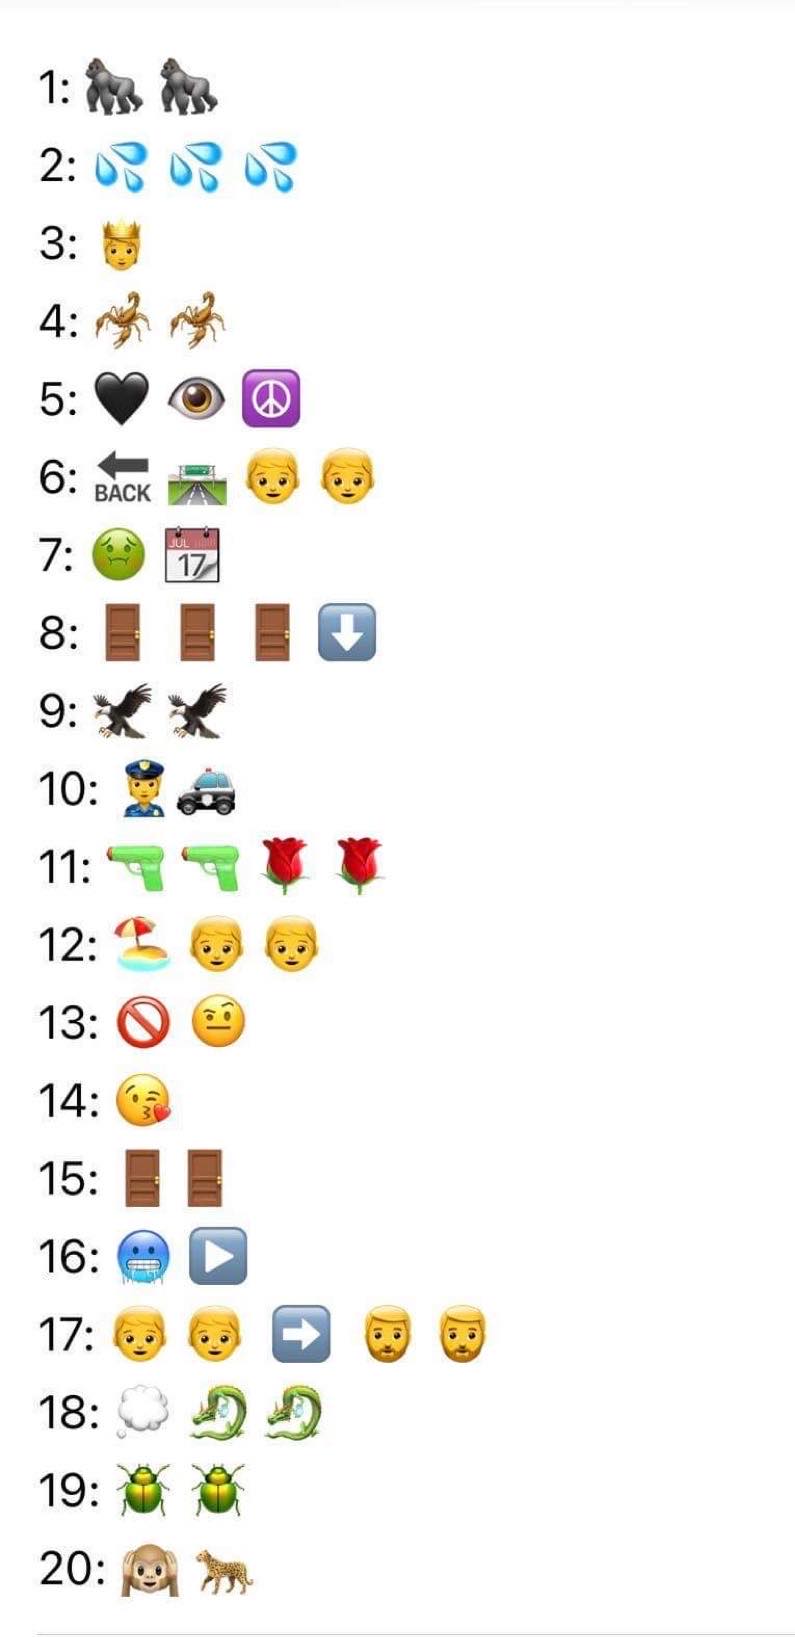 1: 🦍 🦍
2: 💦 💦 💦
3: 🤴
4: 🦂 🦂
5: 🖤 👁 ☮️
6: 🔙 BACK 🛣 👦 👦
7: 🤢 JUL 17
8: 🚪 🚪 🚪 ⬇️
9: 🦅 🦅
10: 👮 🚓
11: 🔫 🔫 🌹 🌹
12: 🏖 👦 👦
13: 🚫 🤨
14: 😘
15: 🚪 🚪
16: 🥶 ▶️
17: 👦 👦 ➡️ 🧔 🧔
18: 💭 🐉 🐉
19: 🪲 🪲
20: 🙉 🐆